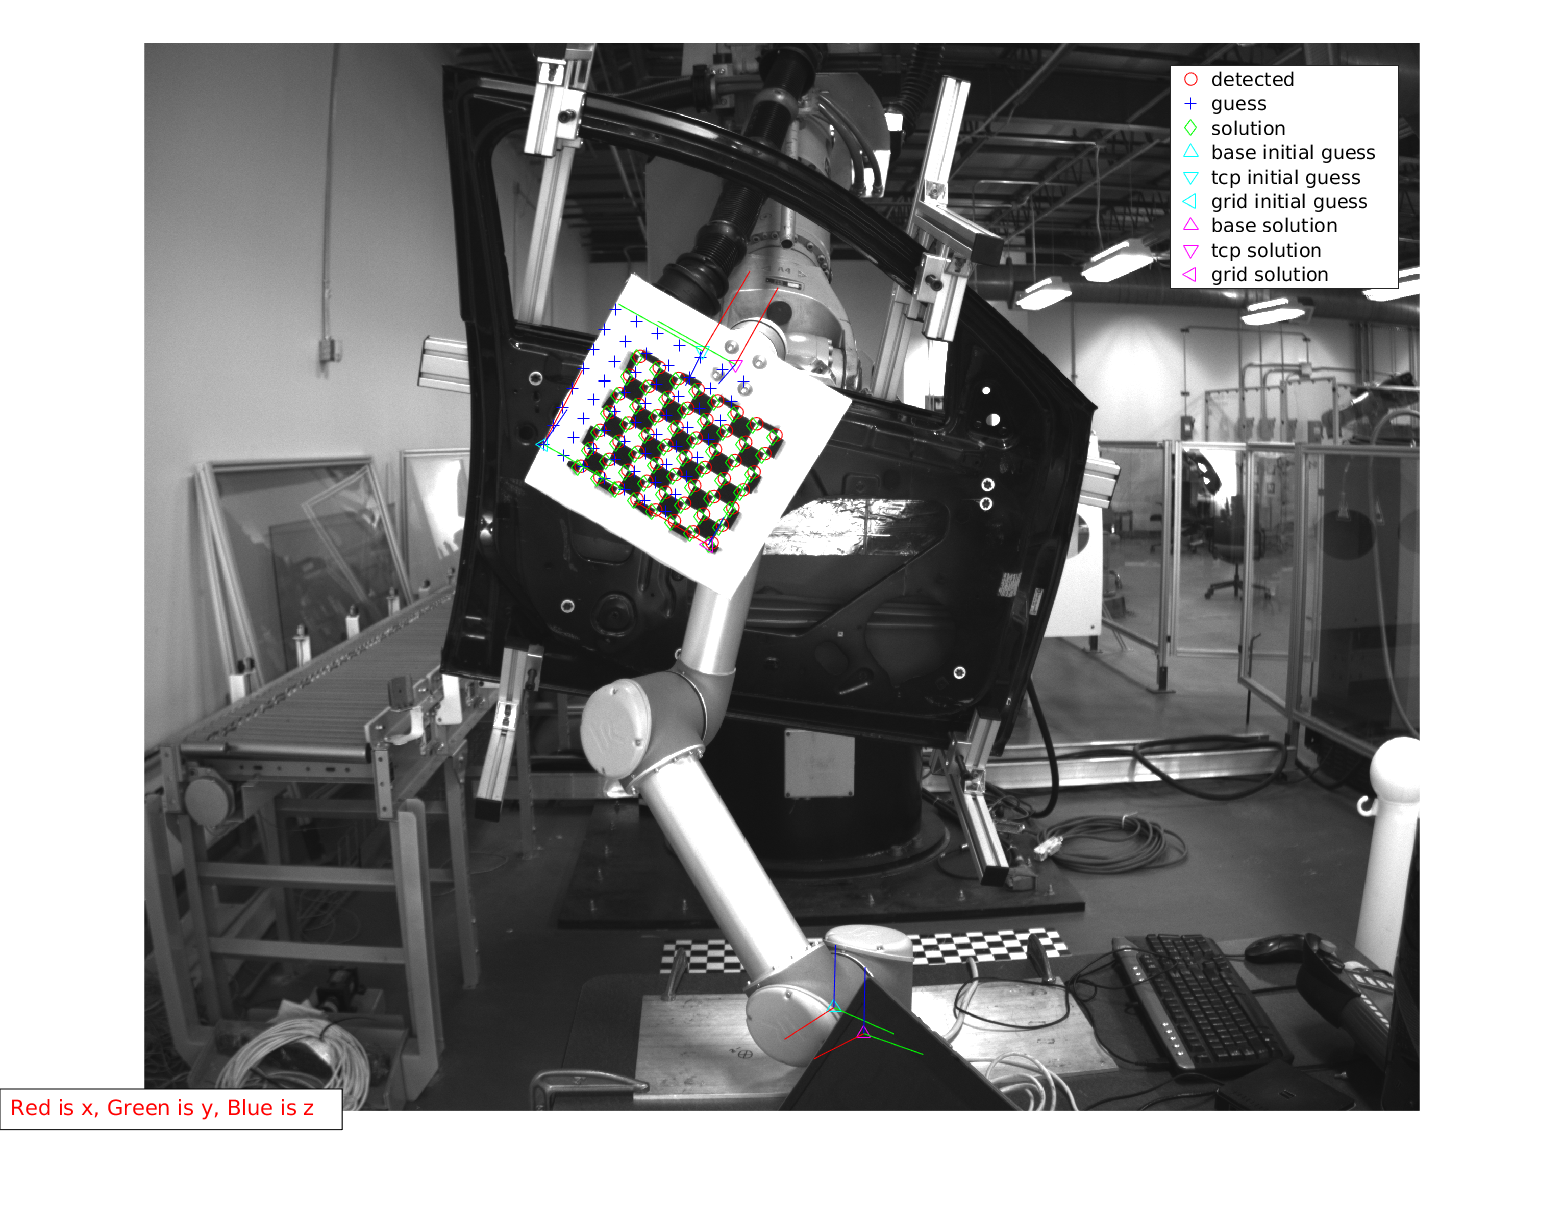 detected
guess
solution
base initial guess
tcp initial guess
grid initial guess
base solution
tcp solution
grid solution
Red is x, Green is y, Blue is z